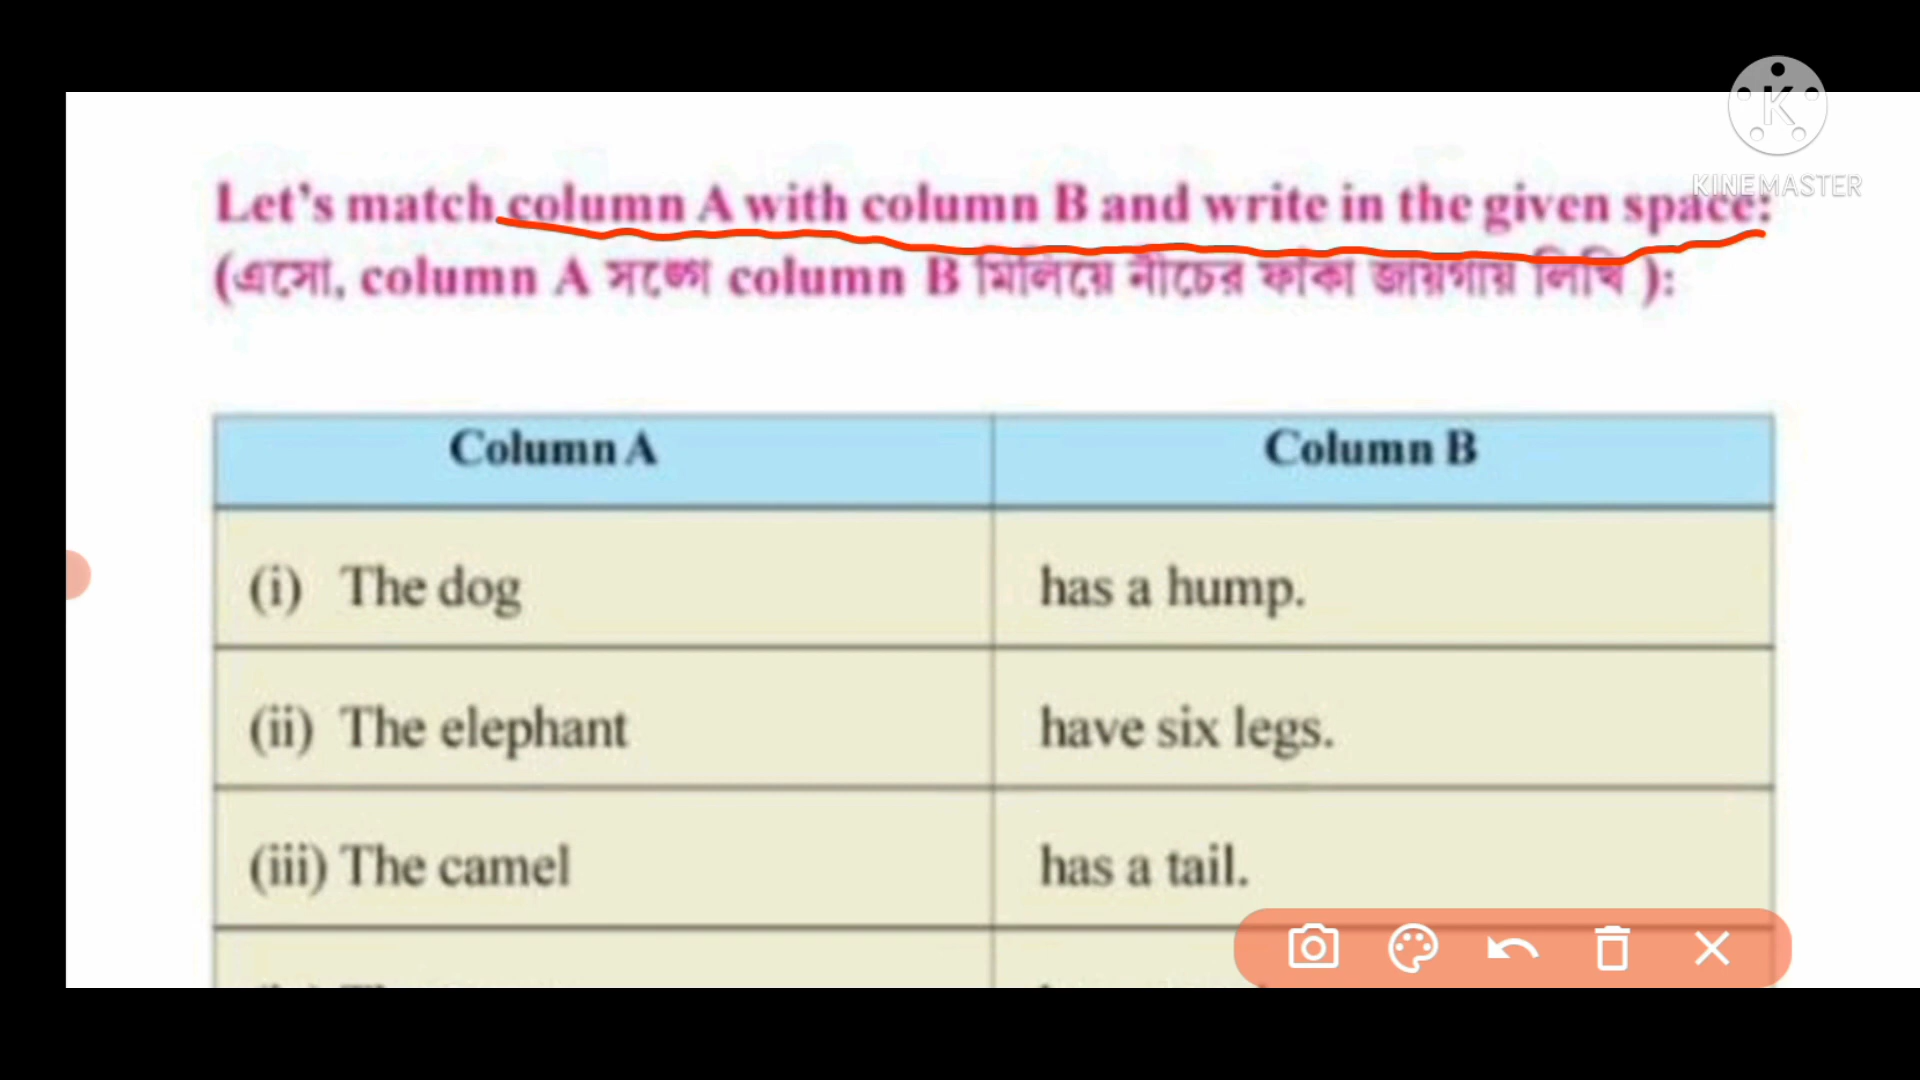 K
KINEMASTER
Let's match column A with column B and write in the given space:
(এসো, column A সঙ্গে column B মিলিয়ে নীচের ফাঁকা জায়গায় লিখি ):
Column A Column B
(i) The dog has a hump.
(ii) The elephant have six legs.
(iii) The camel has a tail.